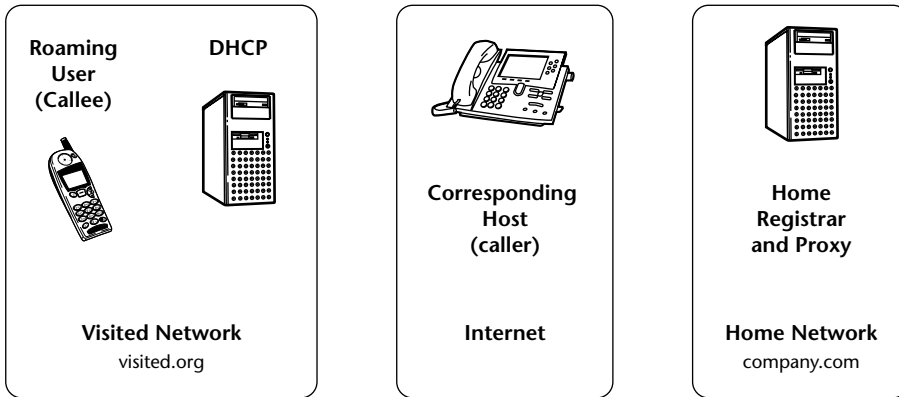 Roaming
User
(Callee)
DHCP
Visited Network
visited.org
Corresponding
Host
(caller)
Internet
Home
Registrar
and Proxy
Home Network
company.com